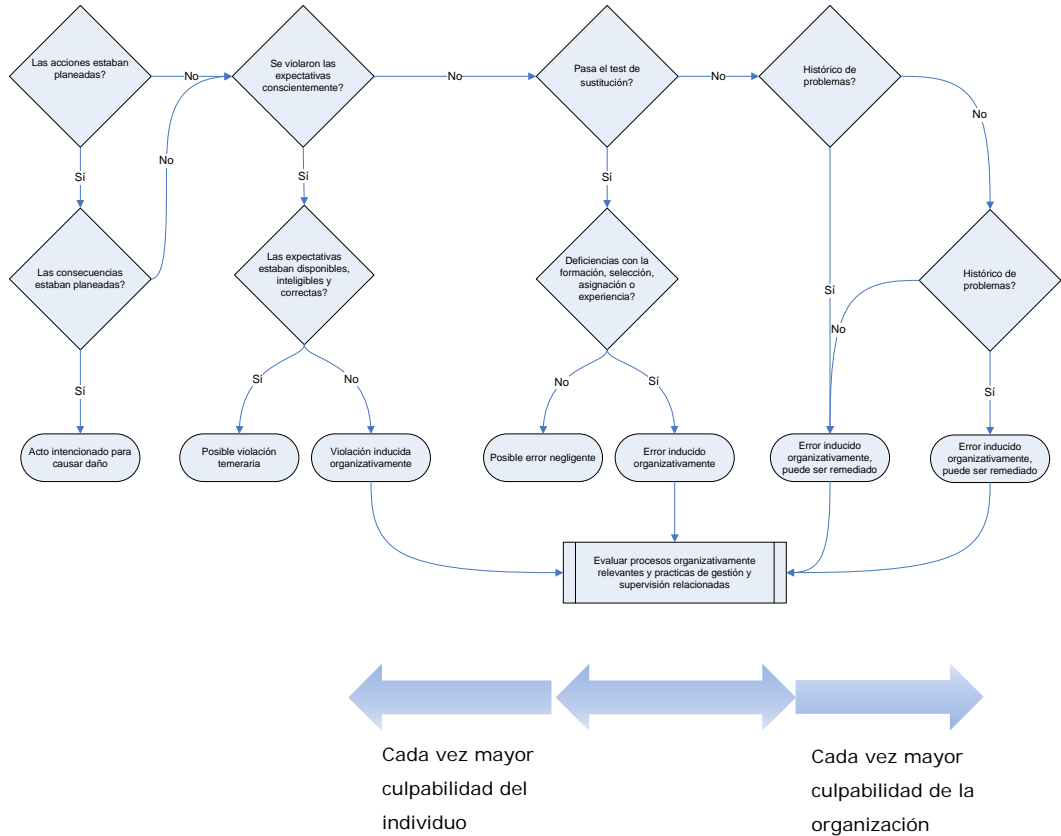 Las acciones estaban
planeadas?
No
Se violaron las
expectativas
conscientemente?
No
Pasa el test de
sustitución?
No
Histórico de
problemas?
No
No
Sí
Sí
Sí
Las consecuencias
estaban planeadas?
Las expectativas
estaban disponibles,
inteligibles y
correctas?
Deficiencias con la
formación, selección,
asignación o
experiencia?
Sí
Histórico de
problemas?
No
Sí
Sí
No
No
Sí
Sí
Acto intencionado para
causar daño
Posible violación
temeraria
Violación inducida
organizativamente
Posible error negligente
Error inducido
organizativamente
Error inducido
organizativamente,
puede ser remediado
Error inducido
organizativamente,
puede ser remediado
Evaluar procesos organizativamente
relevantes y practicas de gestión y
supervisión relacionadas
Cada vez mayor
culpabilidad del
individuo
Cada vez mayor
culpabilidad de la
organización